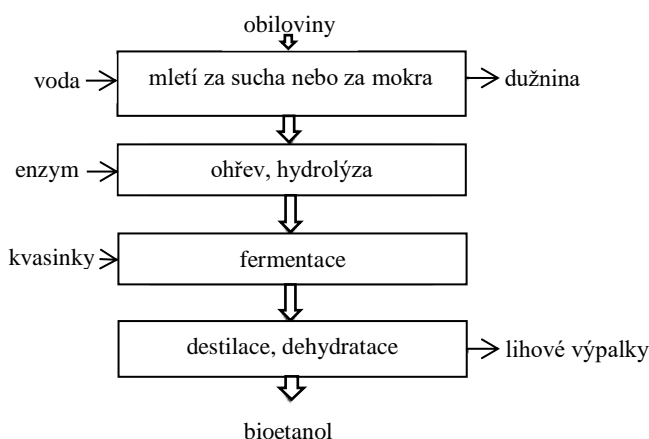 obiloviny
voda
mletí za sucha nebo za mokra
dužnina
enzym
ohřev, hydrolýza
kvasinky
fermentace
destilace, dehydratace
lihové výpalky
bioetanol